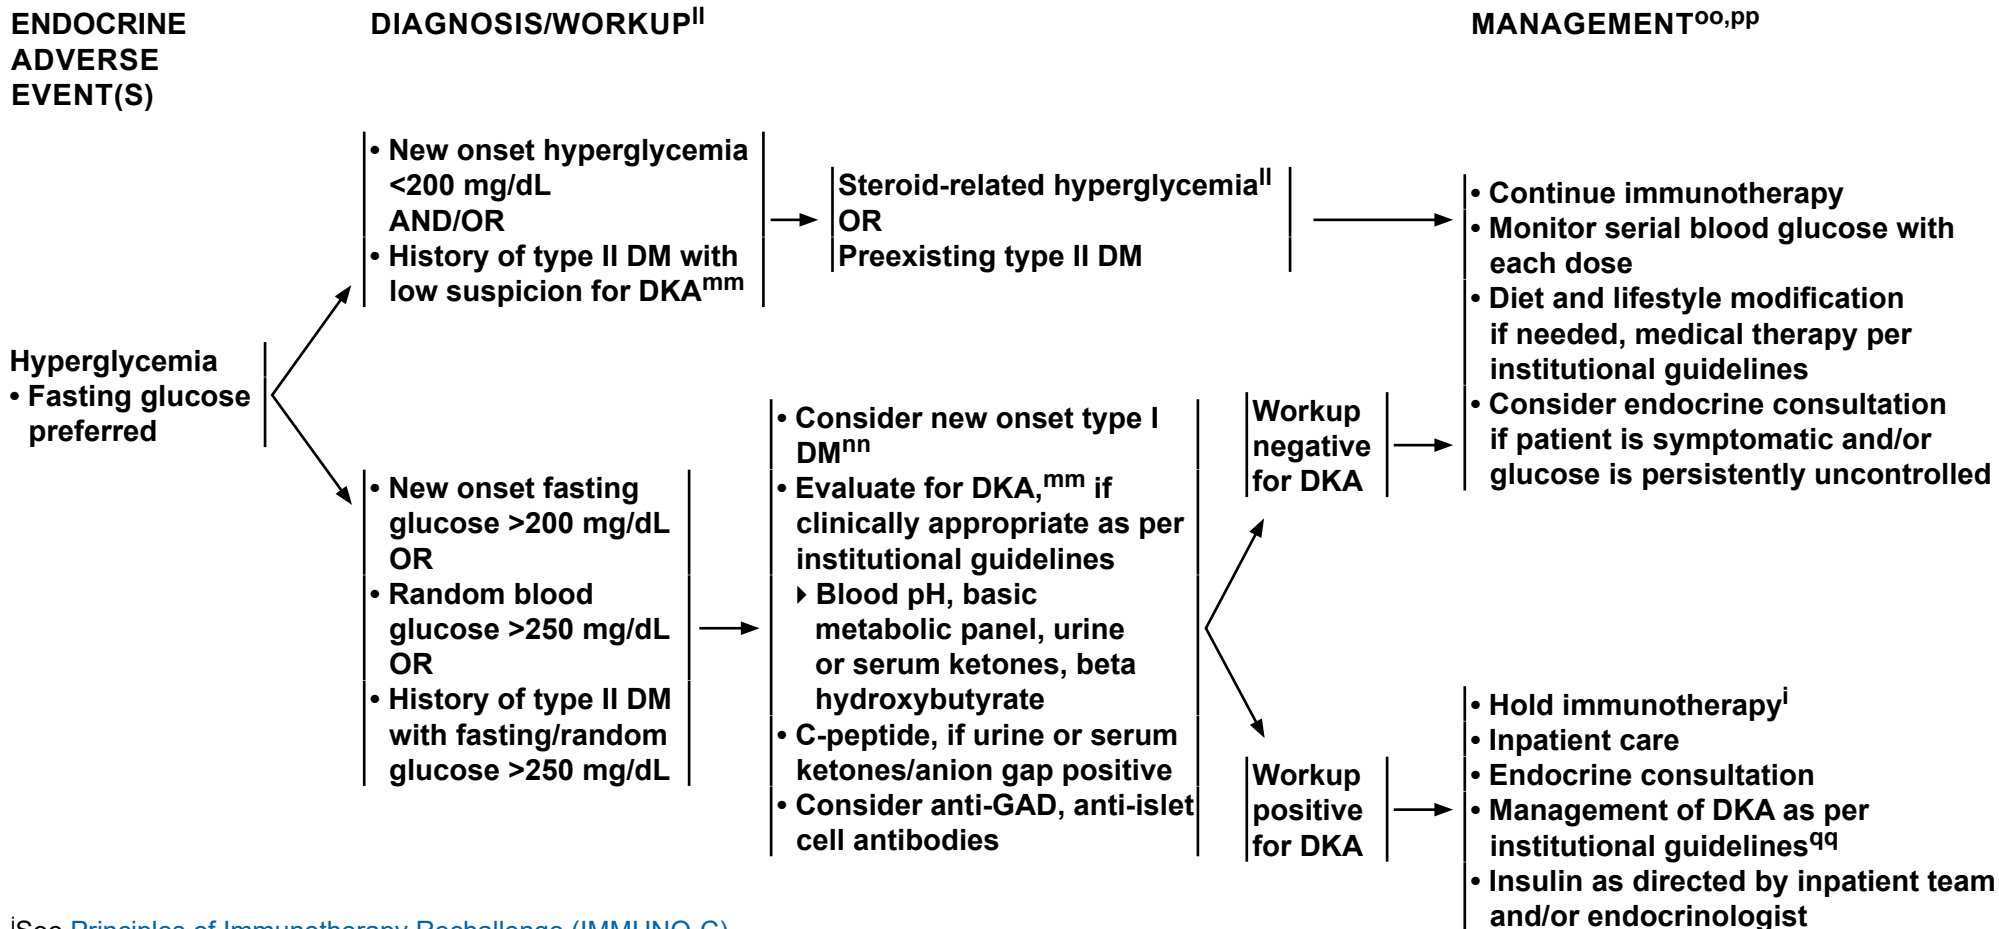 ENDOCRINE
ADVERSE
EVENT(S)
DIAGNOSIS/WORKUPll
MANAGEMENToo,pp
Hyperglycemia
• Fasting glucose
preferred
• New onset hyperglycemia
<200 mg/dL
AND/OR
• History of type II DM with
low suspicion for DKAmm
Steroid-related hyperglycemiall
OR
Preexisting type II DM
• Continue immunotherapy
• Monitor serial blood glucose with
each dose
• Diet and lifestyle modification
if needed, medical therapy per
institutional guidelines
• Consider endocrine consultation
if patient is symptomatic and/or
glucose is persistently uncontrolled
• New onset fasting
glucose >200 mg/dL
OR
• Random blood
glucose >250 mg/dL
OR
• History of type II DM
with fasting/random
glucose >250 mg/dL
• Consider new onset type I
DMnn
• Evaluate for DKA,mm if
clinically appropriate as per
institutional guidelines
▸ Blood pH, basic
metabolic panel, urine
or serum ketones, beta
hydroxybutyrate
• C-peptide, if urine or serum
ketones/anion gap positive
• Consider anti-GAD, anti-islet
cell antibodies
Workup
negative
for DKA
Workup
positive
for DKA
• Hold immunotherapyi
• Inpatient care
• Endocrine consultation
• Management of DKA as per
institutional guidelinesqq
• Insulin as directed by inpatient team
and/or endocrinologist
iSee Principles of Immunotherapy Rechallenge (IMMUNO-C)